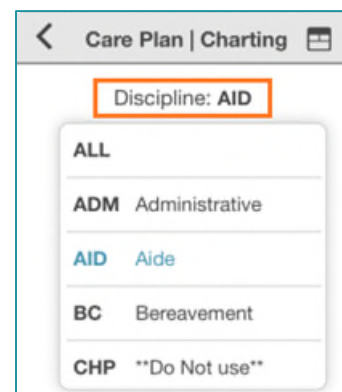 Care Plan | Charting
Discipline: AID
ALL
ADM Administrative
AID Aide
BC Bereavement
CHP **Do Not use**